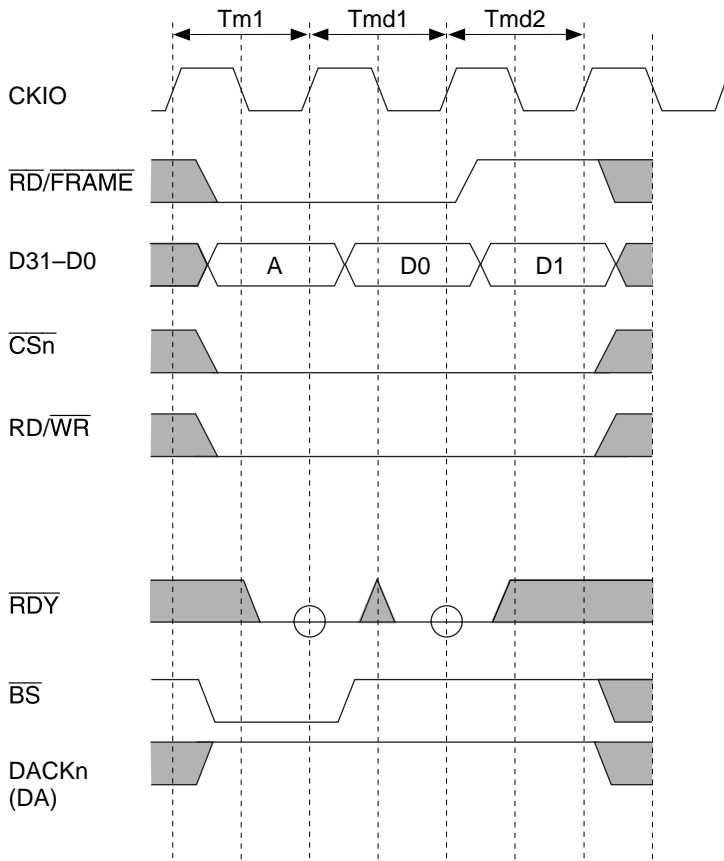 Tm1 Tmd1 Tmd2
CKIO
RD/FRAME
D31–D0 A D0 D1
CSn
RD/WR
RDY
BS
DACKn
(DA)